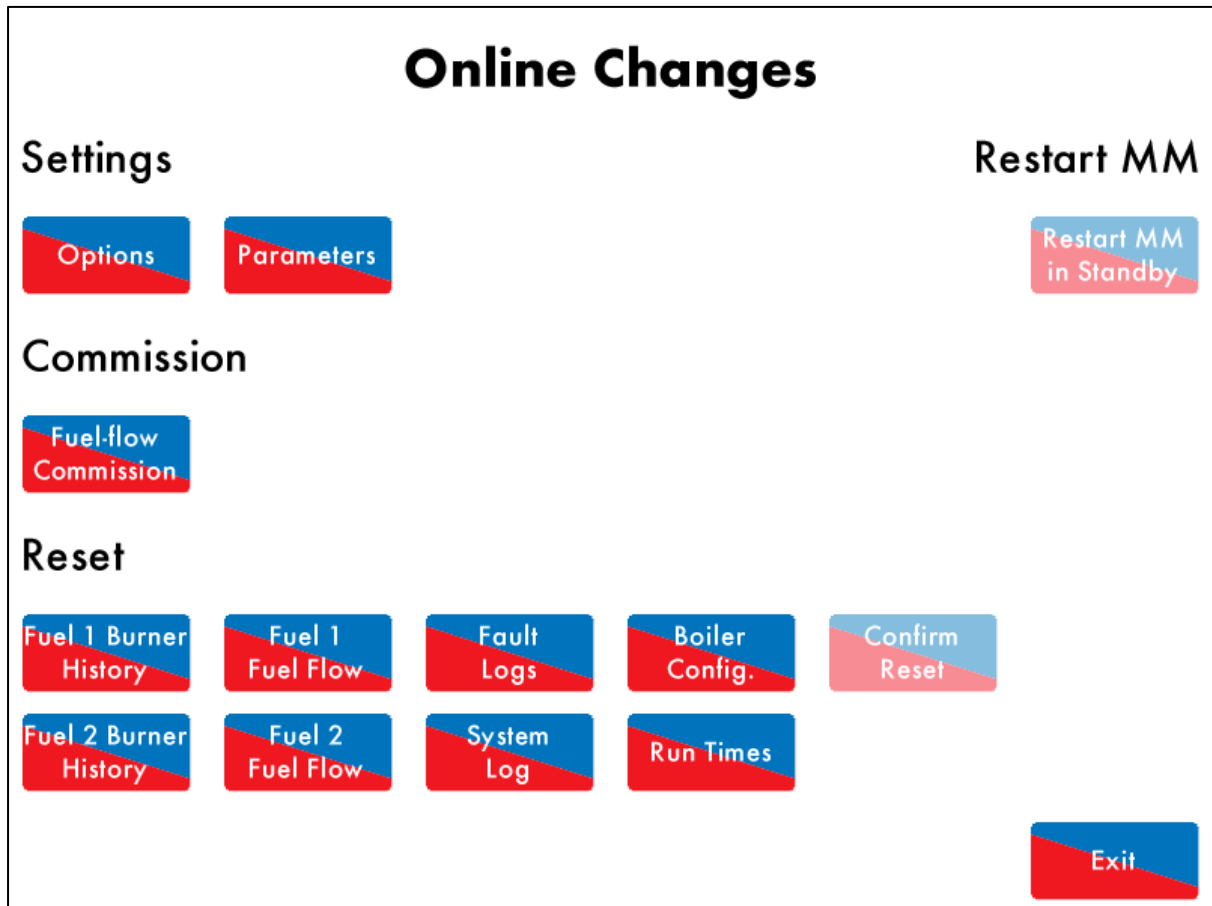 Online Changes
Settings
Restart MM
Options
Parameters
Restart MM
in Standby
Commission
Fuel-flow
Commission
Reset
Fuel 1 Burner
History
Fuel 1
Fuel Flow
Fault
Logs
Boiler
Config.
Confirm
Reset
Fuel 2 Burner
History
Fuel 2
Fuel Flow
System
Log
Run Times
Exit